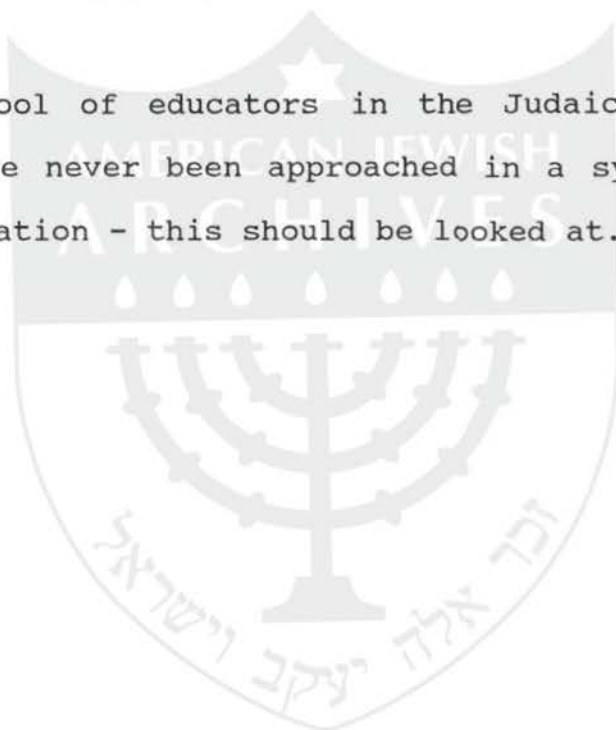 ool of educators in the Judaic
e never been approached in a sy
ation - this should be looked at.
AMERICAN JEWISH
ARCHIVES
זכר אלה יעקב וישראל